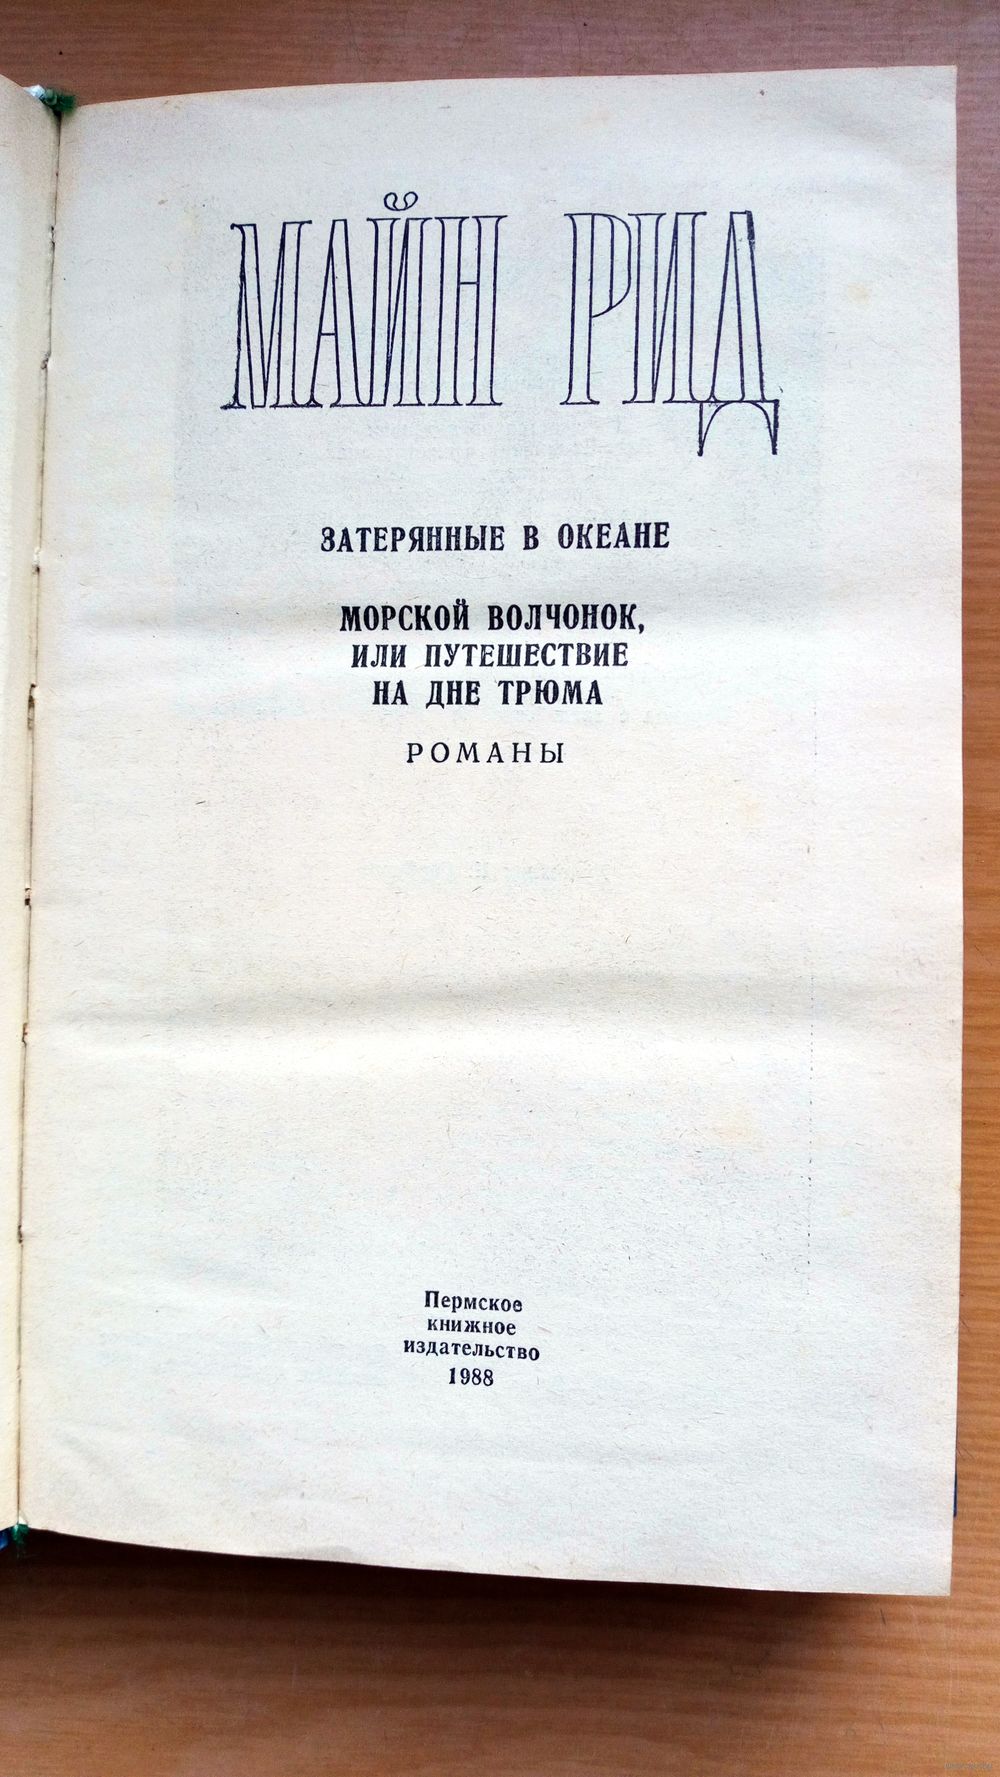 МАЙН РИД
ЗАТЕРЯННЫЕ В ОКЕАНЕ
МОРСКОЙ ВОЛЧОНОК,
ИЛИ ПУТЕШЕСТВИЕ
НА ДНЕ ТРЮМА
РОМАНЫ
Пермское
книжное
издательство
1988